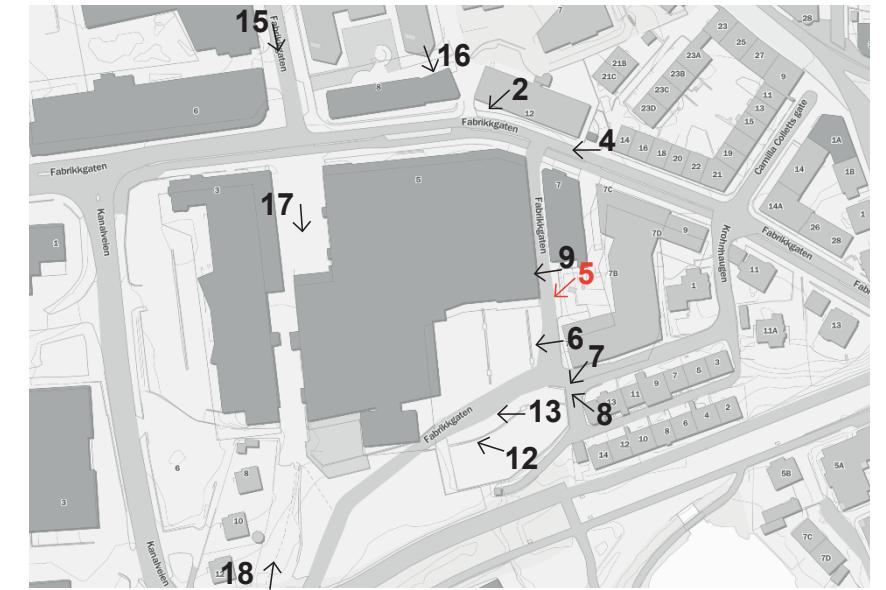 15
Fabrikkgaten
7
28
16
23
25
27
21B
21C
23A
23B
23C
23D
9
11
13
15
8
6
2
12
Fabrikkgaten
4
14
16
18
20
22
21
19
Camilla Colletts gate
1A
1B
14
14A
26
28
1
Fabrikkgaten
Fabrikkgaten
3
5
7
7C
7D
9
17
Kanalveien
1
Fabrikkgaten
9
5
7B
Krohnhaugen
11
1
11A
13
6
7
13
11
9
7
5
3
8
13
12
Fabrikkgaten
14
12
10
8
6
4
2
6
8
3
10
5B
5A
7C
7D
Kanalveien
12
18